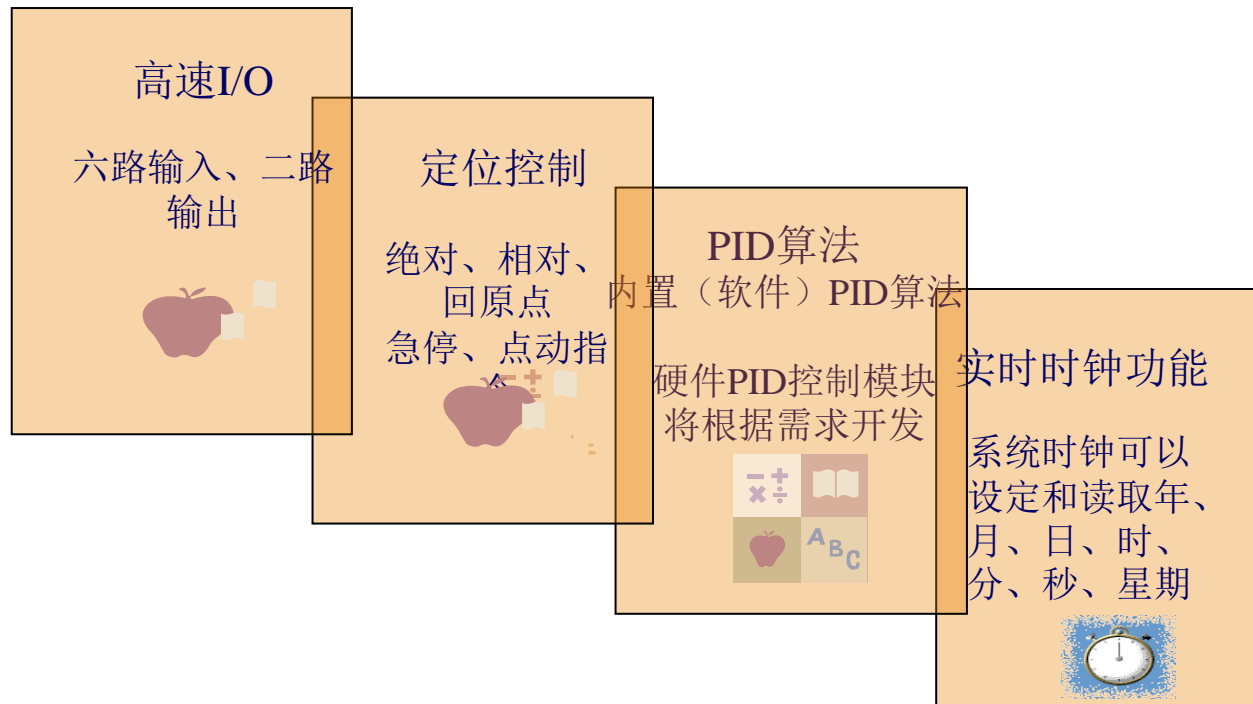 高速I/O
六路输入、二路
输出
定位控制
绝对、相对、
回原点
急停、点动指
令
PID算法
内置（软件）PID算法
硬件PID控制模块
将根据需求开发
A B C
实时时钟功能
系统时钟可以
设定和读取年、
月、日、时、
分、秒、星期